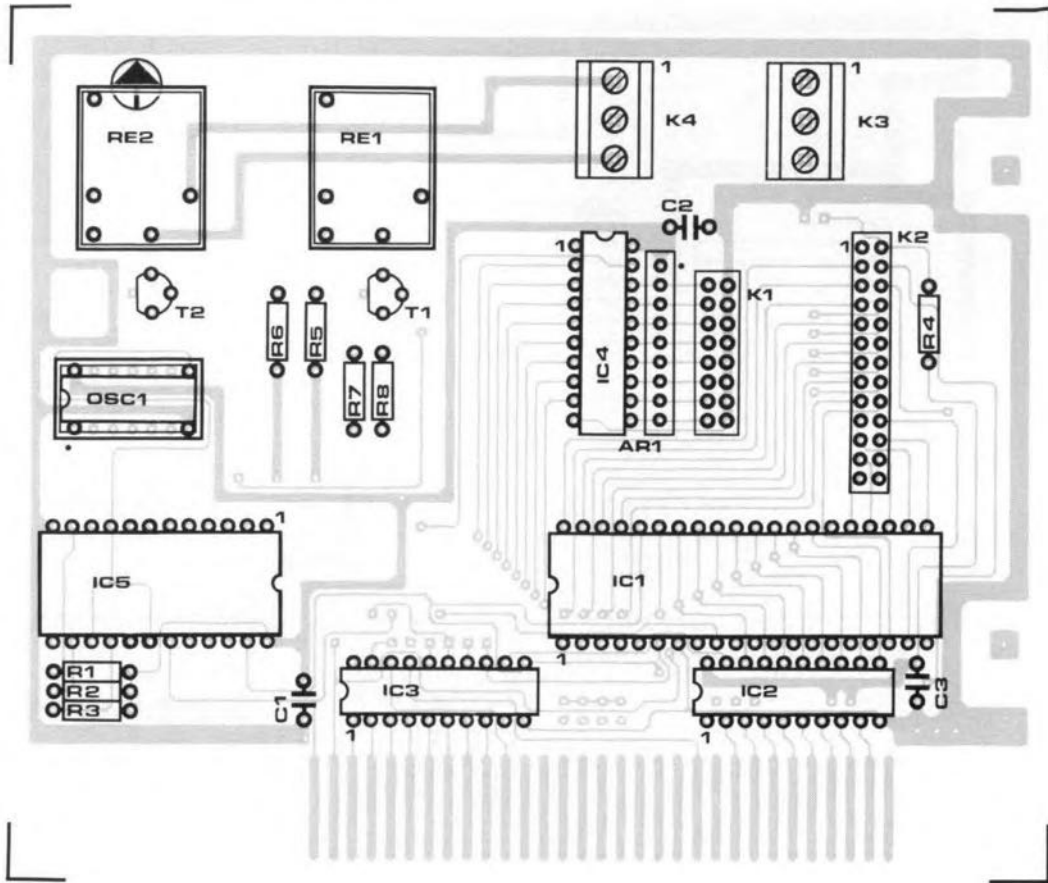 1
1
RE2
RE1
K4
K3
C2
1
1
K2
K1
T2
T1
R6
R5
R4
IC4
R7
R8
OSC1
AR1
1
IC5
IC1
R1
R2
R3
1
IC3
IC2
C1
C3
1
1